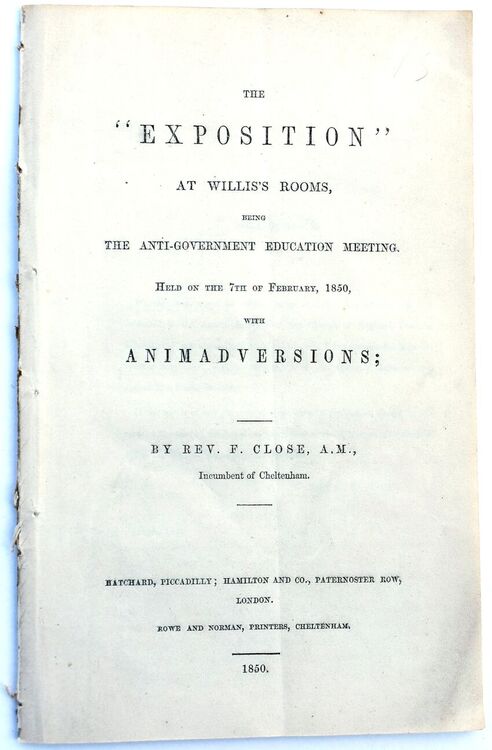 THE
“EXPOSITION”
AT WILLIS'S ROOMS,
BEING
THE ANTI-GOVERNMENT EDUCATION MEETING.
HELD ON THE 7TH OF FEBRUARY, 1850,
WITH
ANIMADVERSIONS;
BY REV. F. CLOSE, A.M.,
Incumbent of Cheltenham.
HATCHARD, PICCADILLY; HAMILTON AND CO., PATERNOSTER ROW,
LONDON.
ROWE AND NORMAN, PRINTERS, CHELTENHAM.
1850.